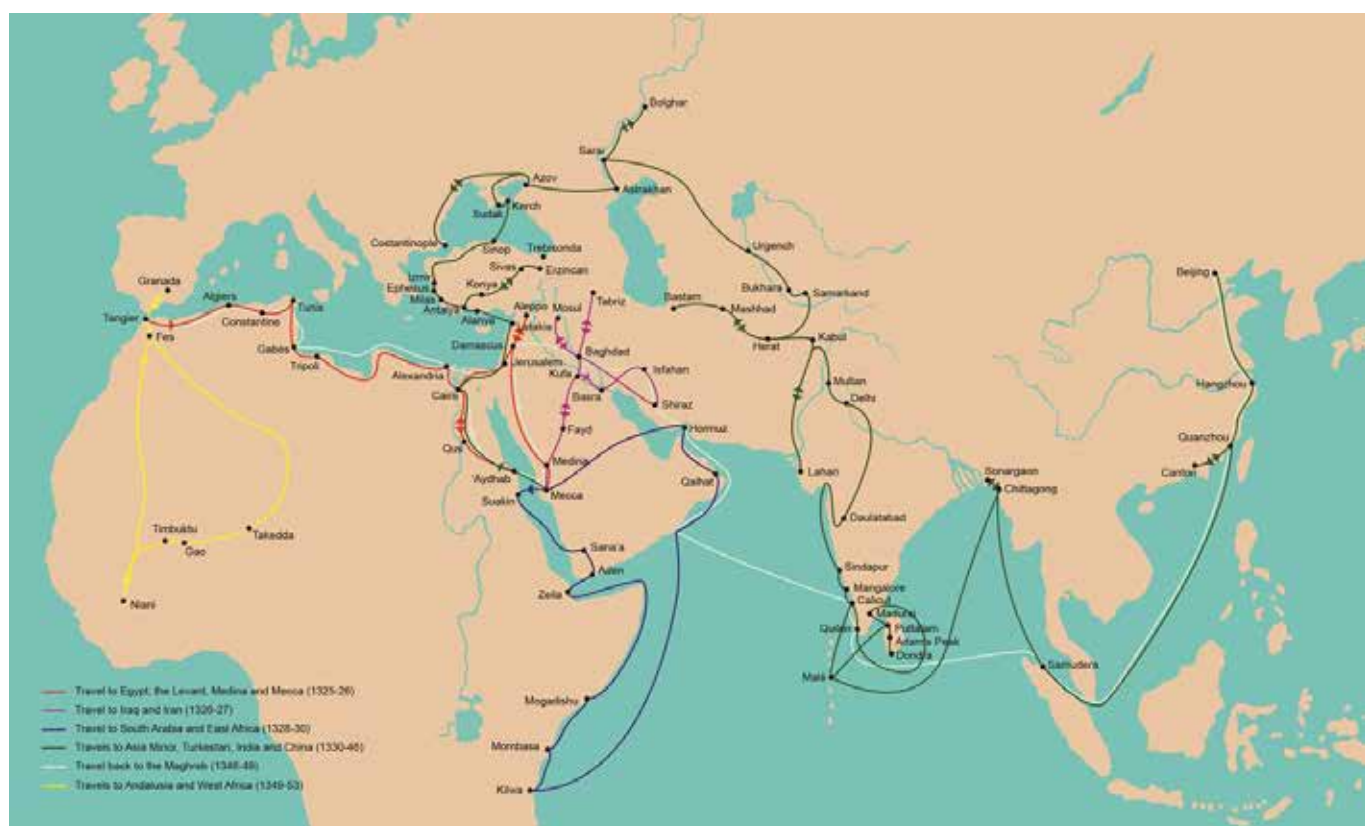 Bolghar
Sarai
Azov
Astrakhan
Sudak
Kerch
Costantinople
Sinop
Trebisonda
Urgench
Sivas
Erzincan
Izmir
Ephesus
Konya
Milas
Antalya
Alanya
Aleppo
Mosul
Tabriz
Bukhara
Samarkand
Bastam
Mashhad
Beijing
Granada
Algiers
Tunis
Tangier
Constantine
Latakia
Fes
Damascus
Herat
Kabul
Gabès
Jerusalem
Baghdad
Tripoli
Alexandria
Kufa
Isfahan
Multan
Hangzhou
Cairo
Basra
Shiraz
Delhi
Fayd
Hormuz
Qus
Quanzhou
Medina
Lahari
Sonargaon
Canton
'Aydhab
Qalhat
Chittagong
Mecca
Suakin
Daulatabad
Timbuktu
Gao
Takedda
Sana'a
Aden
Sindapur
Zeila
Mangalore
Niani
Calicut
Quilon
Puttalam
Adam's Peak
Dondra
Samudera
Malé
Mogadishu
Mombasa
Kilwa
Travel to Egypt, the Levant, Medina and Mecca (1325-26)
Travel to Iraq and Iran (1326-27)
Travel to South Arabia and East Africa (1328-30)
Travels to Asia Minor, Turkestan, India and China (1330-46)
Travel back to the Maghreb (1346-49)
Travels to Andalusia and West Africa (1349-53)